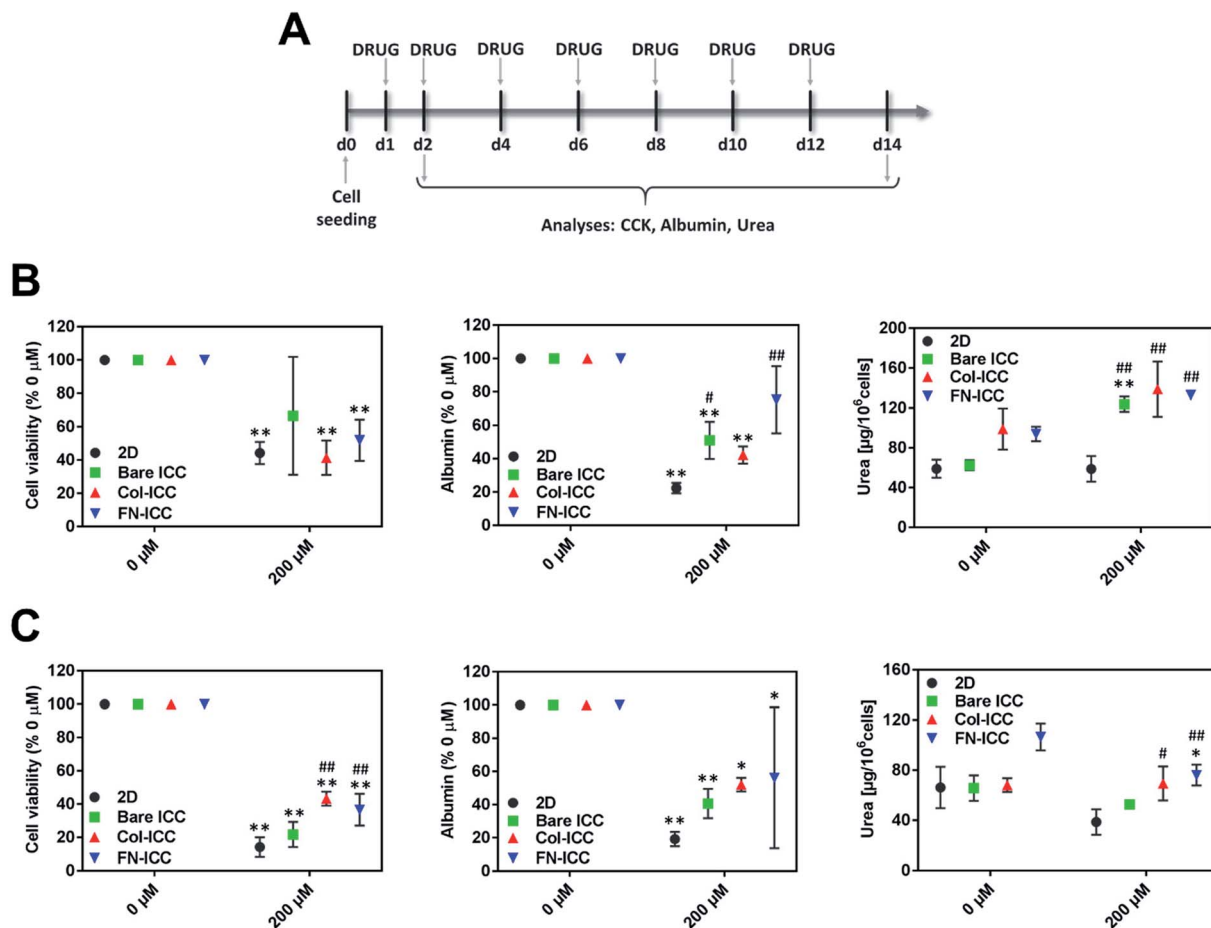 A
DRUG DRUG DRUG DRUG DRUG DRUG DRUG
d0 d1 d2 d4 d6 d8 d10 d12 d14
Cell
seeding
Analyses: CCK, Albumin, Urea
B
Cell viability (% 0 μM)
120
100
80
60
40
20
0
** ** **
2D
Bare ICC
Col-ICC
FN-ICC
0 μM
200 μM
Albumin (% 0 μM)
120
100
80
60
40
20
0
##
#
** ** **
2D
Bare ICC
Col-ICC
FN-ICC
0 μM
200 μM
Urea [μg/10⁶cells]
200
160
120
80
40
0
2D
Bare ICC
Col-ICC
FN-ICC
## ## ##
**
0 μM
200 μM
C
Cell viability (% 0 μM)
120
100
80
60
40
20
0
## ##
** ** ** **
2D
Bare ICC
Col-ICC
FN-ICC
0 μM
200 μM
Albumin (% 0 μM)
120
100
80
60
40
20
0
** ** * *
2D
Bare ICC
Col-ICC
FN-ICC
0 μM
200 μM
Urea [μg/10⁶cells]
160
120
80
40
0
2D
Bare ICC
Col-ICC
FN-ICC
# ##
*
0 μM
200 μM